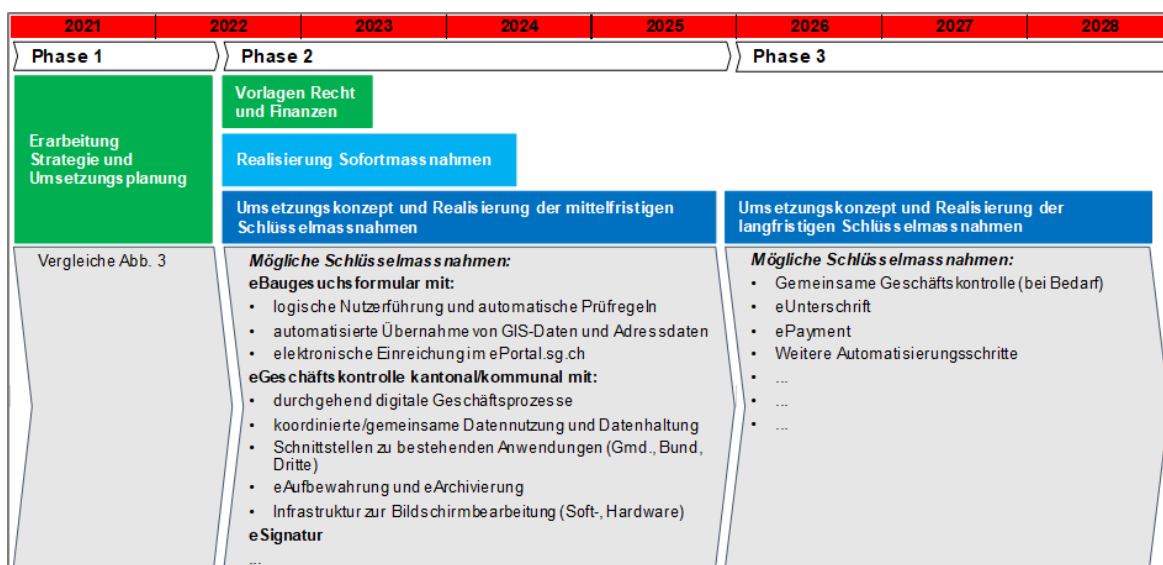 2021 2022 2023 2024 2025 2026 2027 2028
Phase 1 Phase 2 Phase 3
Erarbeitung
Strategie und
Umsetzungsplanung
Vorlagen Recht
und Finanzen
Realisierung Sofortmassnahmen
Umsetzungskonzept und Realisierung der mittelfristigen
Schlüsselmassnahmen
Umsetzungskonzept und Realisierung der
langfristigen Schlüsselmassnahmen
Vergleiche Abb. 3
Mögliche Schlüsselmassnahmen:
eBaugesuchsformular mit:
• logische Nutzerführung und automatische Prüfregeln
• automatisierte Übernahme von GIS-Daten und Adressdaten
• elektronische Einreichung im ePortal.sg.ch
eGeschäftskontrolle kantonal/kommunal mit:
• durchgehend digitale Geschäftsprozesse
• koordinierte/gemeinsame Datennutzung und Datenhaltung
• Schnittstellen zu bestehenden Anwendungen (Gmd., Bund,
Dritte)
• eAufbewahrung und eArchivierung
• Infrastruktur zur Bildschirmbearbeitung (Soft-, Hardware)
eSignatur
...
Mögliche Schlüsselmassnahmen:
• Gemeinsame Geschäftskontrolle (bei Bedarf)
• eUnterschrift
• ePayment
• Weitere Automatisierungsschritte
• ...
• ...
• ...